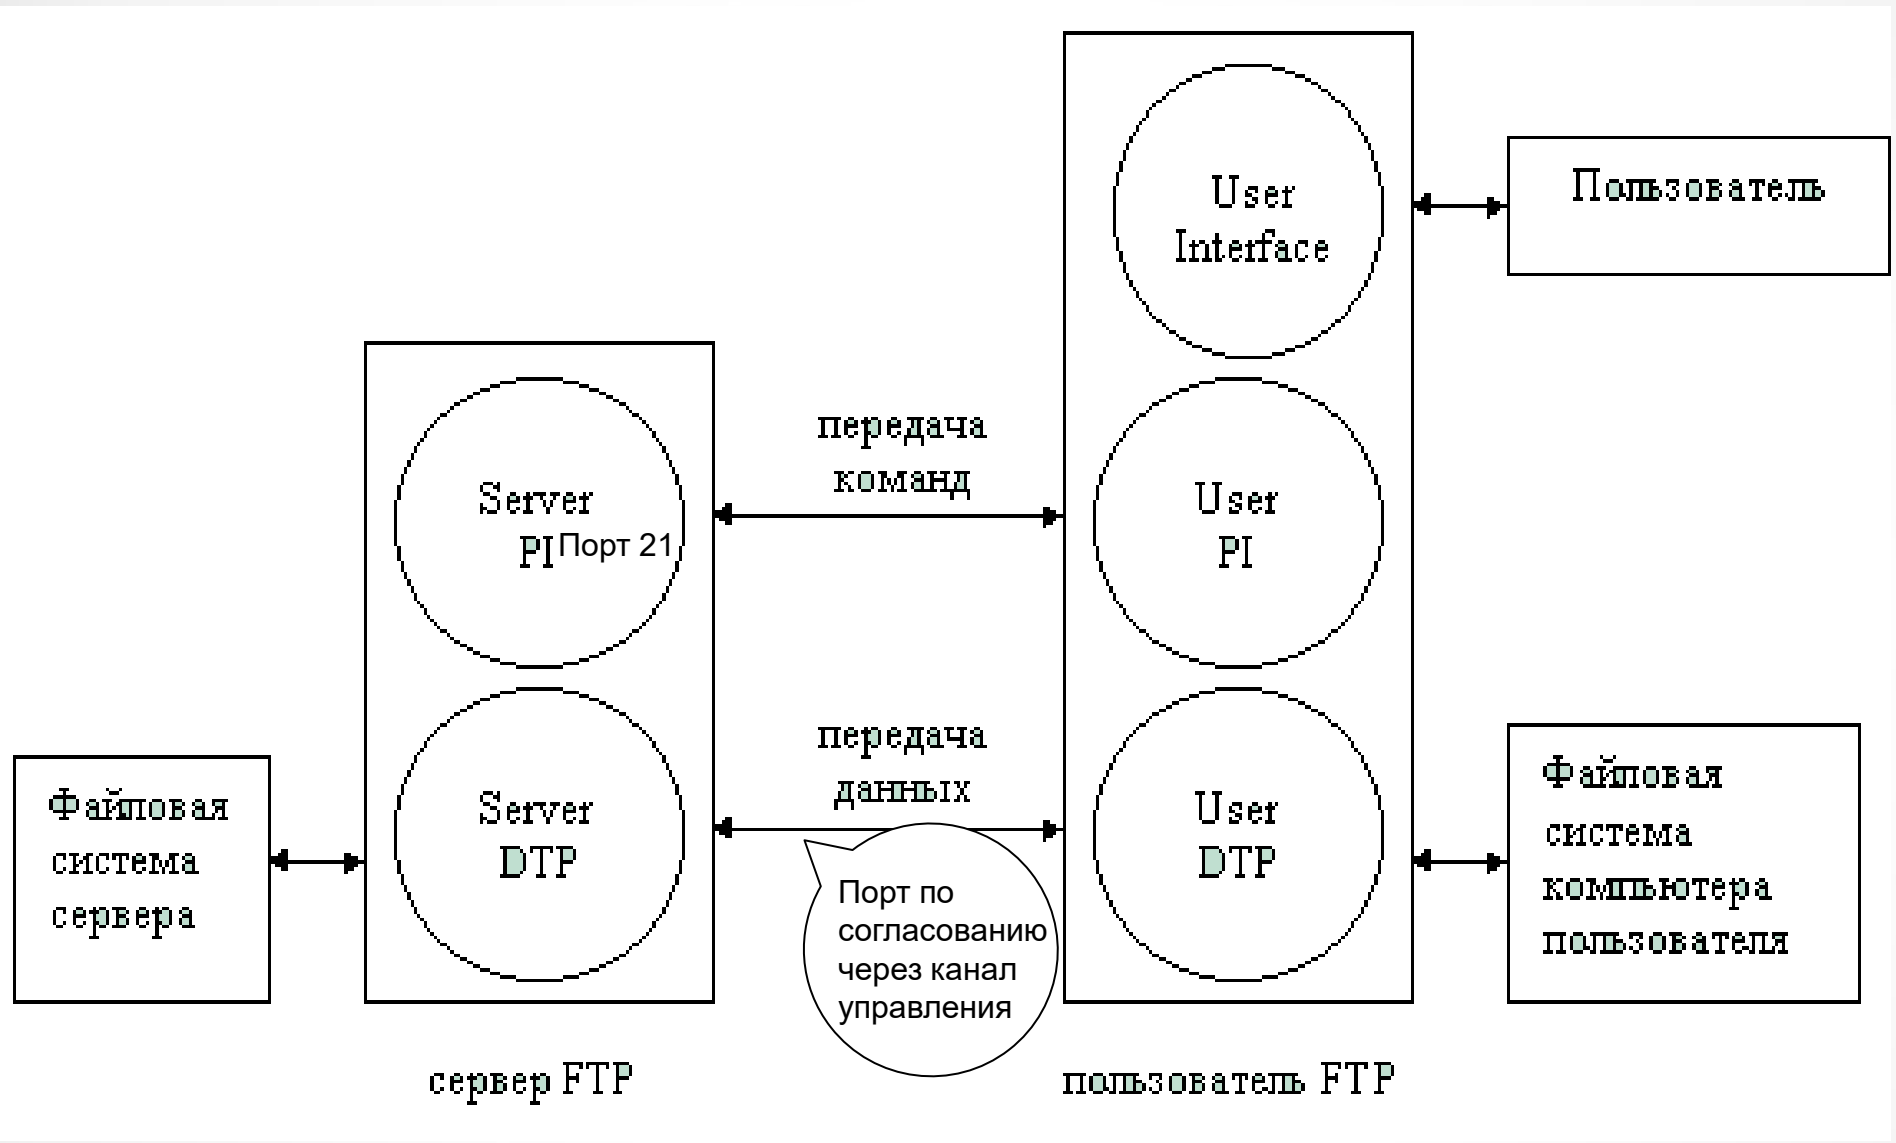 User
Interface
Пользователь
передача
команд
Server
PI Порт 21
User
PI
передача
данных
Файловая
система
сервера
Server
DTP
User
DTP
Файловая
система
компьютера
пользователя
Порт по
согласованию
через канал
управления
сервер FTP
пользователь FTP